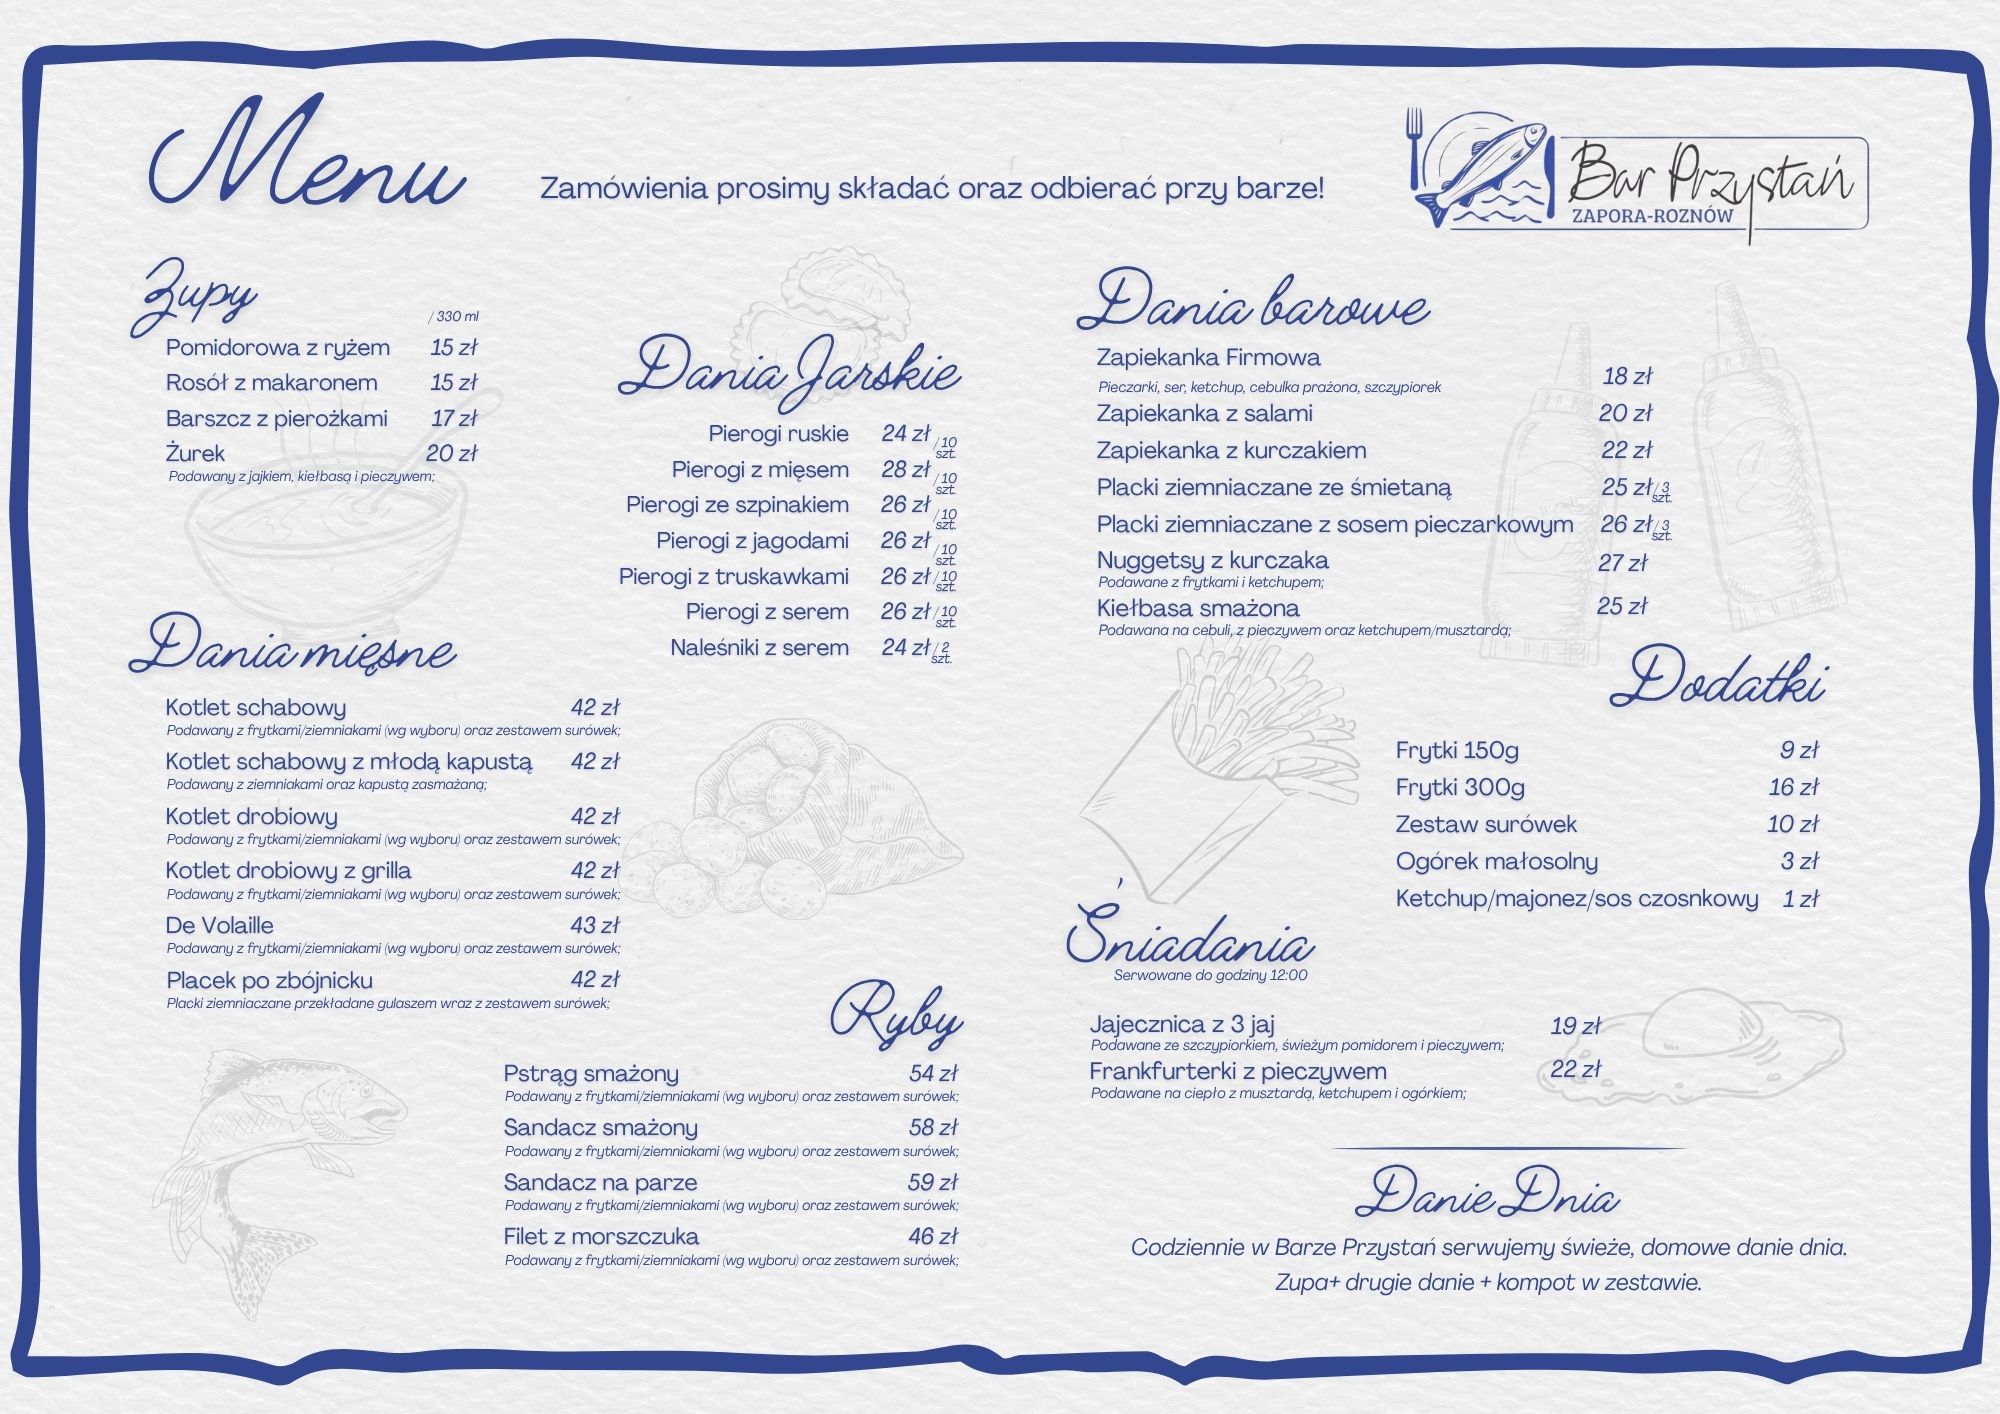 Menu
Zamówienia prosimy składać oraz odbierać przy barze!
Bar Przystań
ZAPORA-ROZNÓW
Zupy
/ 330 ml
Pomidorowa z ryżem 15 zł
Rosół z makaronem 15 zł
Barszcz z pierożkami 17 zł
Żurek 20 zł
Podawany z jajkiem, kiełbasą i pieczywem;
Dania Jarskie
Pierogi ruskie 24 zł / 10 szt.
Pierogi z mięsem 28 zł / 10 szt.
Pierogi ze szpinakiem 26 zł / 10 szt.
Pierogi z jagodami 26 zł / 10 szt.
Pierogi z truskawkami 26 zł / 10 szt.
Pierogi z serem 26 zł / 10 szt.
Naleśniki z serem 24 zł / 2 szt.
Dania mięsne
Kotlet schabowy 42 zł
Podawany z frytkami/ziemniakami (wg wyboru) oraz zestawem surówek;
Kotlet schabowy z młodą kapustą 42 zł
Podawany z ziemniakami oraz kapustą zasmażaną;
Kotlet drobiowy 42 zł
Podawany z frytkami/ziemniakami (wg wyboru) oraz zestawem surówek;
Kotlet drobiowy z grilla 42 zł
Podawany z frytkami/ziemniakami (wg wyboru) oraz zestawem surówek;
De Volaille 43 zł
Podawany z frytkami/ziemniakami (wg wyboru) oraz zestawem surówek;
Placek po zbójnicku 42 zł
Placki ziemniaczane przekładane gulaszem wraz z zestawem surówek;
Ryby
Pstrąg smażony 54 zł
Podawany z frytkami/ziemniakami (wg wyboru) oraz zestawem surówek;
Sandacz smażony 58 zł
Podawany z frytkami/ziemniakami (wg wyboru) oraz zestawem surówek;
Sandacz na parze 59 zł
Podawany z frytkami/ziemniakami (wg wyboru) oraz zestawem surówek;
Filet z morszczuka 46 zł
Podawany z frytkami/ziemniakami (wg wyboru) oraz zestawem surówek;
Dania barowe
Zapiekanka Firmowa 18 zł
Pieczarki, ser, ketchup, cebulka prażona, szczypiorek
Zapiekanka z salami 20 zł
Zapiekanka z kurczakiem 22 zł
Placki ziemniaczane ze śmietaną 25 zł / 3 szt.
Placki ziemniaczane z sosem pieczarkowym 26 zł / 3 szt.
Nuggetsy z kurczaka 27 zł
Podawane z frytkami i ketchupem;
Kiełbasa smażona 25 zł
Podawana na cebuli, z pieczywem oraz ketchupem/musztardą;
Dodatki
Frytki 150g 9 zł
Frytki 300g 16 zł
Zestaw surówek 10 zł
Ogórek małosolny 3 zł
Ketchup/majonez/sos czosnkowy 1 zł
Śniadania
Serwowane do godziny 12:00
Jajecznica z 3 jaj 19 zł
Podawane ze szczypiorkiem, świeżym pomidorem i pieczywem;
Frankfurterki z pieczywem 22 zł
Podawane na ciepło z musztardą, ketchupem i ogórkiem;
Danie Dnia
Codziennie w Barze Przystań serwujemy świeże, domowe danie dnia.
Zupa+ drugie danie + kompot w zestawie.